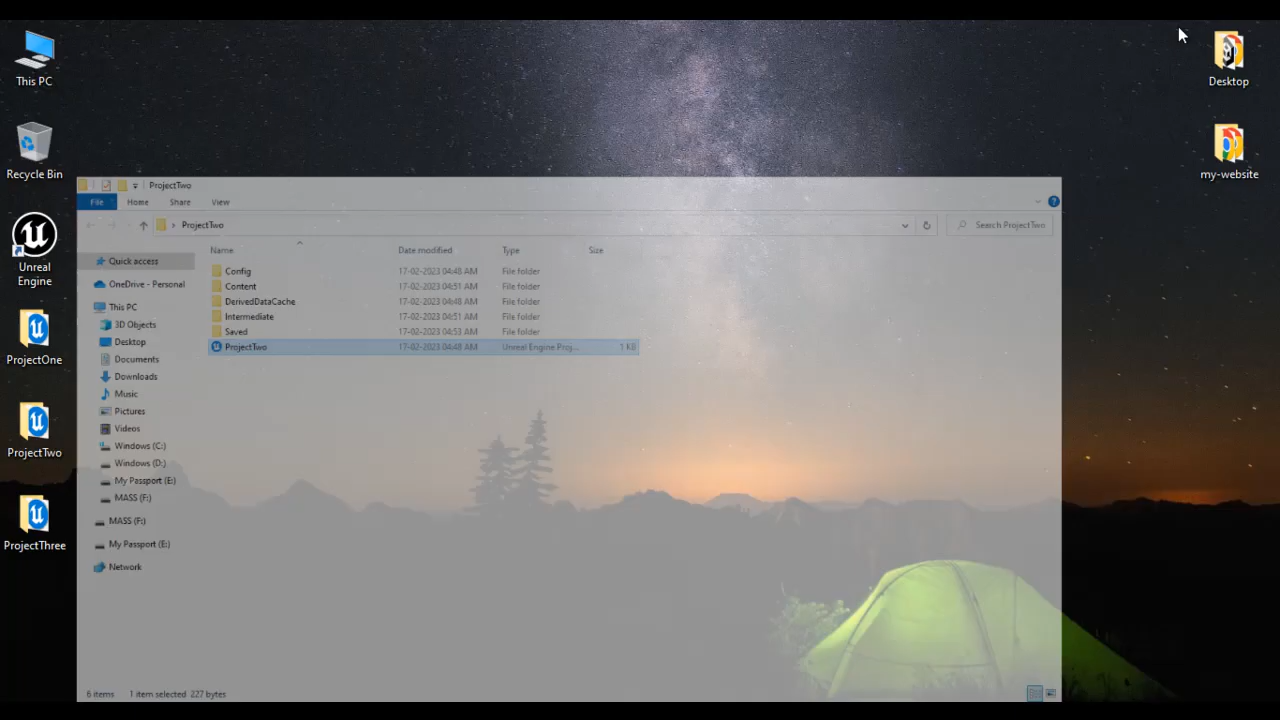 This PC
Recycle Bin
Unreal
Engine
ProjectOne
ProjectTwo
ProjectThree
Desktop
my-website
ProjectTwo
File Home Share View
ProjectTwo
Search ProjectTwo
Name Date modified Type Size
Config 17-02-2023 04:48 AM File folder
Content 17-02-2023 04:51 AM File folder
DerivedDataCache 17-02-2023 04:48 AM File folder
Intermediate 17-02-2023 04:51 AM File folder
Saved 17-02-2023 04:53 AM File folder
ProjectTwo 17-02-2023 04:48 AM Unreal Engine Proj... 1 KB
Quick access
OneDrive - Personal
This PC
3D Objects
Desktop
Documents
Downloads
Music
Pictures
Videos
Windows (C:)
Windows (D:)
My Passport (E:)
MASS (F:)
MASS (F:)
My Passport (E:)
Network
6 items 1 item selected 227 bytes